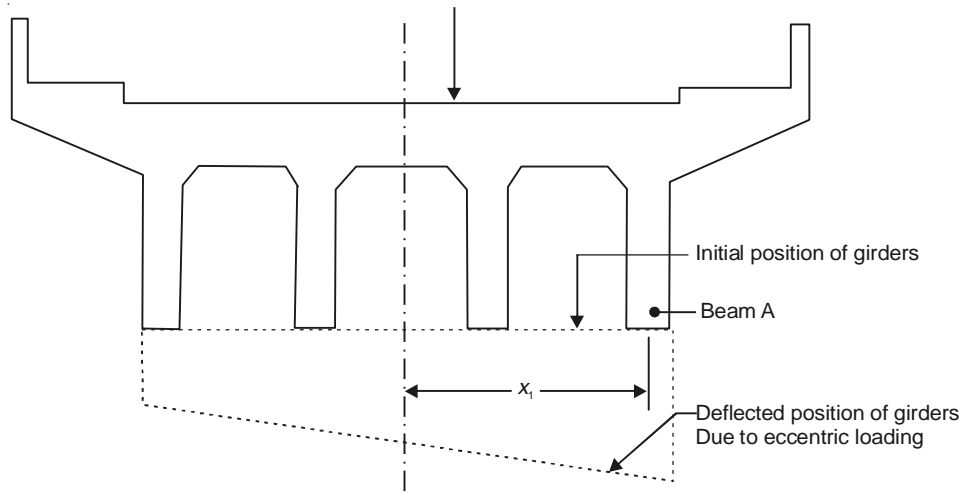 Initial position of girders
Beam A
x₁
Deflected position of girders
Due to eccentric loading